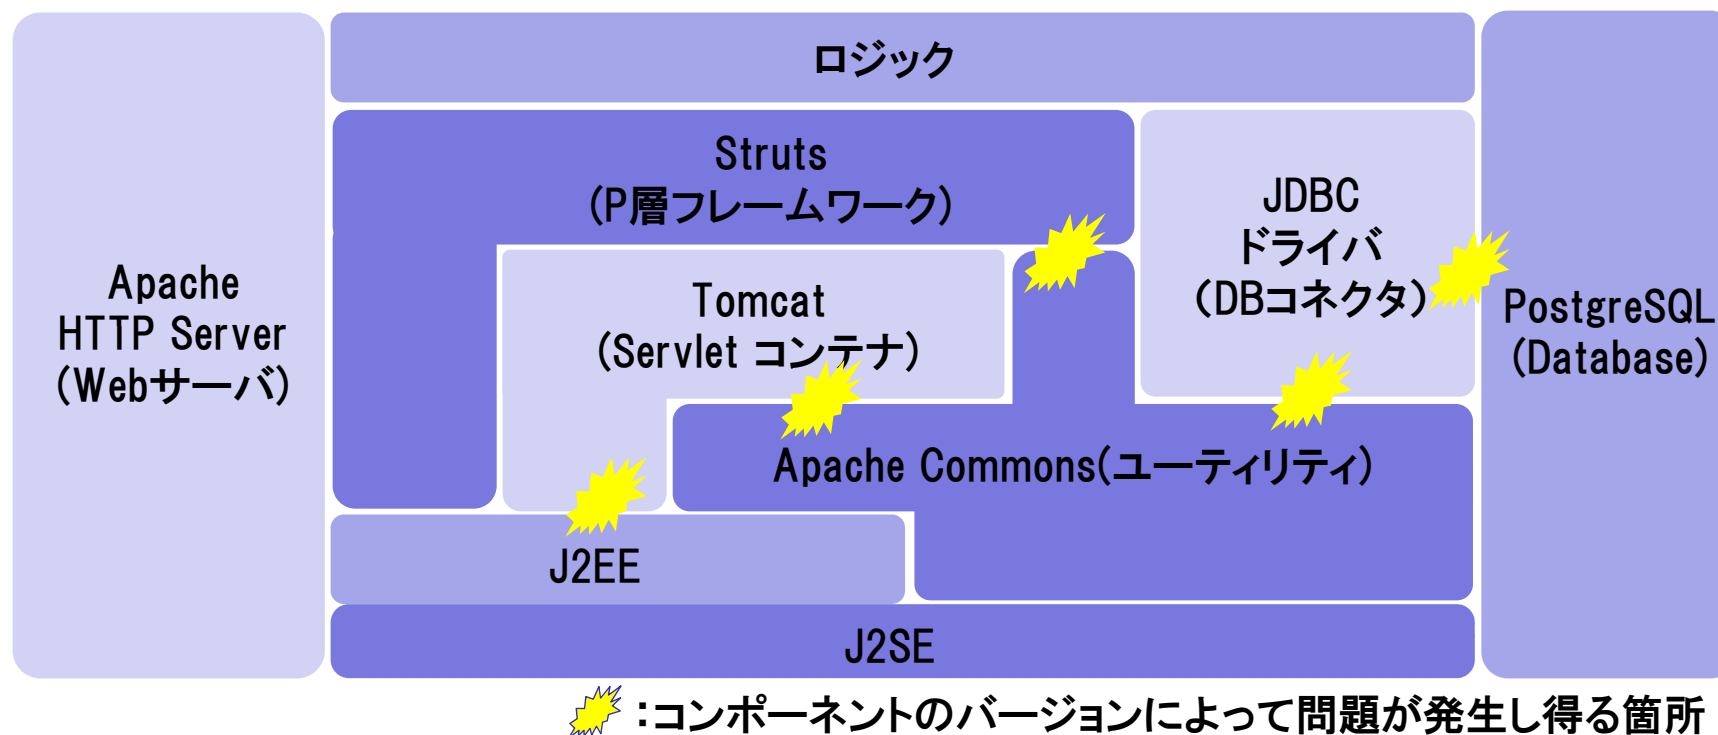 ロジック
Struts
(P層フレームワーク)
JDBC
ドライバ
(DBコネクタ)
Apache
HTTP Server
(Webサーバ)
Tomcat
(Servlet コンテナ)
PostgreSQL
(Database)
Apache Commons(ユーティリティ)
J2EE
J2SE
:コンポーネントのバージョンによって問題が発生し得る箇所